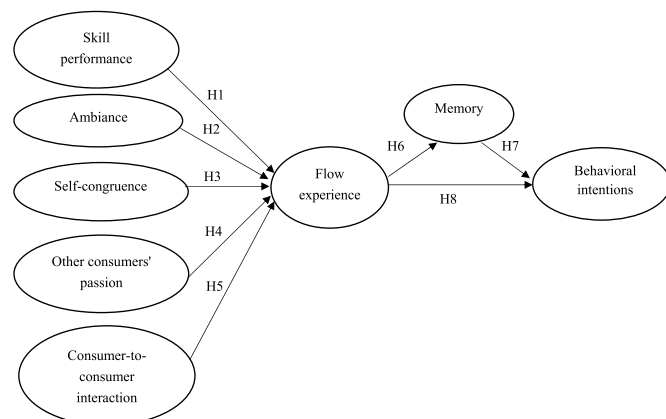 Skill
performance
H1
Ambiance
H2
Self-congruence
H3
Other consumers'
passion
H4
Consumer-to-
consumer
interaction
H5
Flow
experience
H6
Memory
H7
H8
Behavioral
intentions